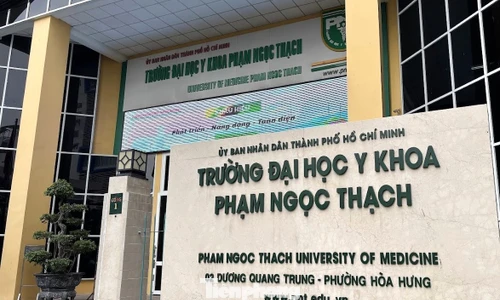 ỦY BAN NHÂN DÂN THÀNH PHỐ HỒ CHÍ MINH
TRƯỜNG ĐẠI HỌC Y KHOA PHẠM NGỌC THẠCH
UNIVERSITY OF MEDICINE PHAM NGOC THACH
Phát triển - Năng động - Toàn diện
ỦY BAN NHÂN DÂN THÀNH PHỐ HỒ CHÍ MINH
TRƯỜNG ĐẠI HỌC Y KHOA
PHẠM NGỌC THẠCH
PHAM NGOC THACH UNIVERSITY OF MEDICINE
02 DƯƠNG QUANG TRUNG - PHƯỜNG HÒA HƯNG